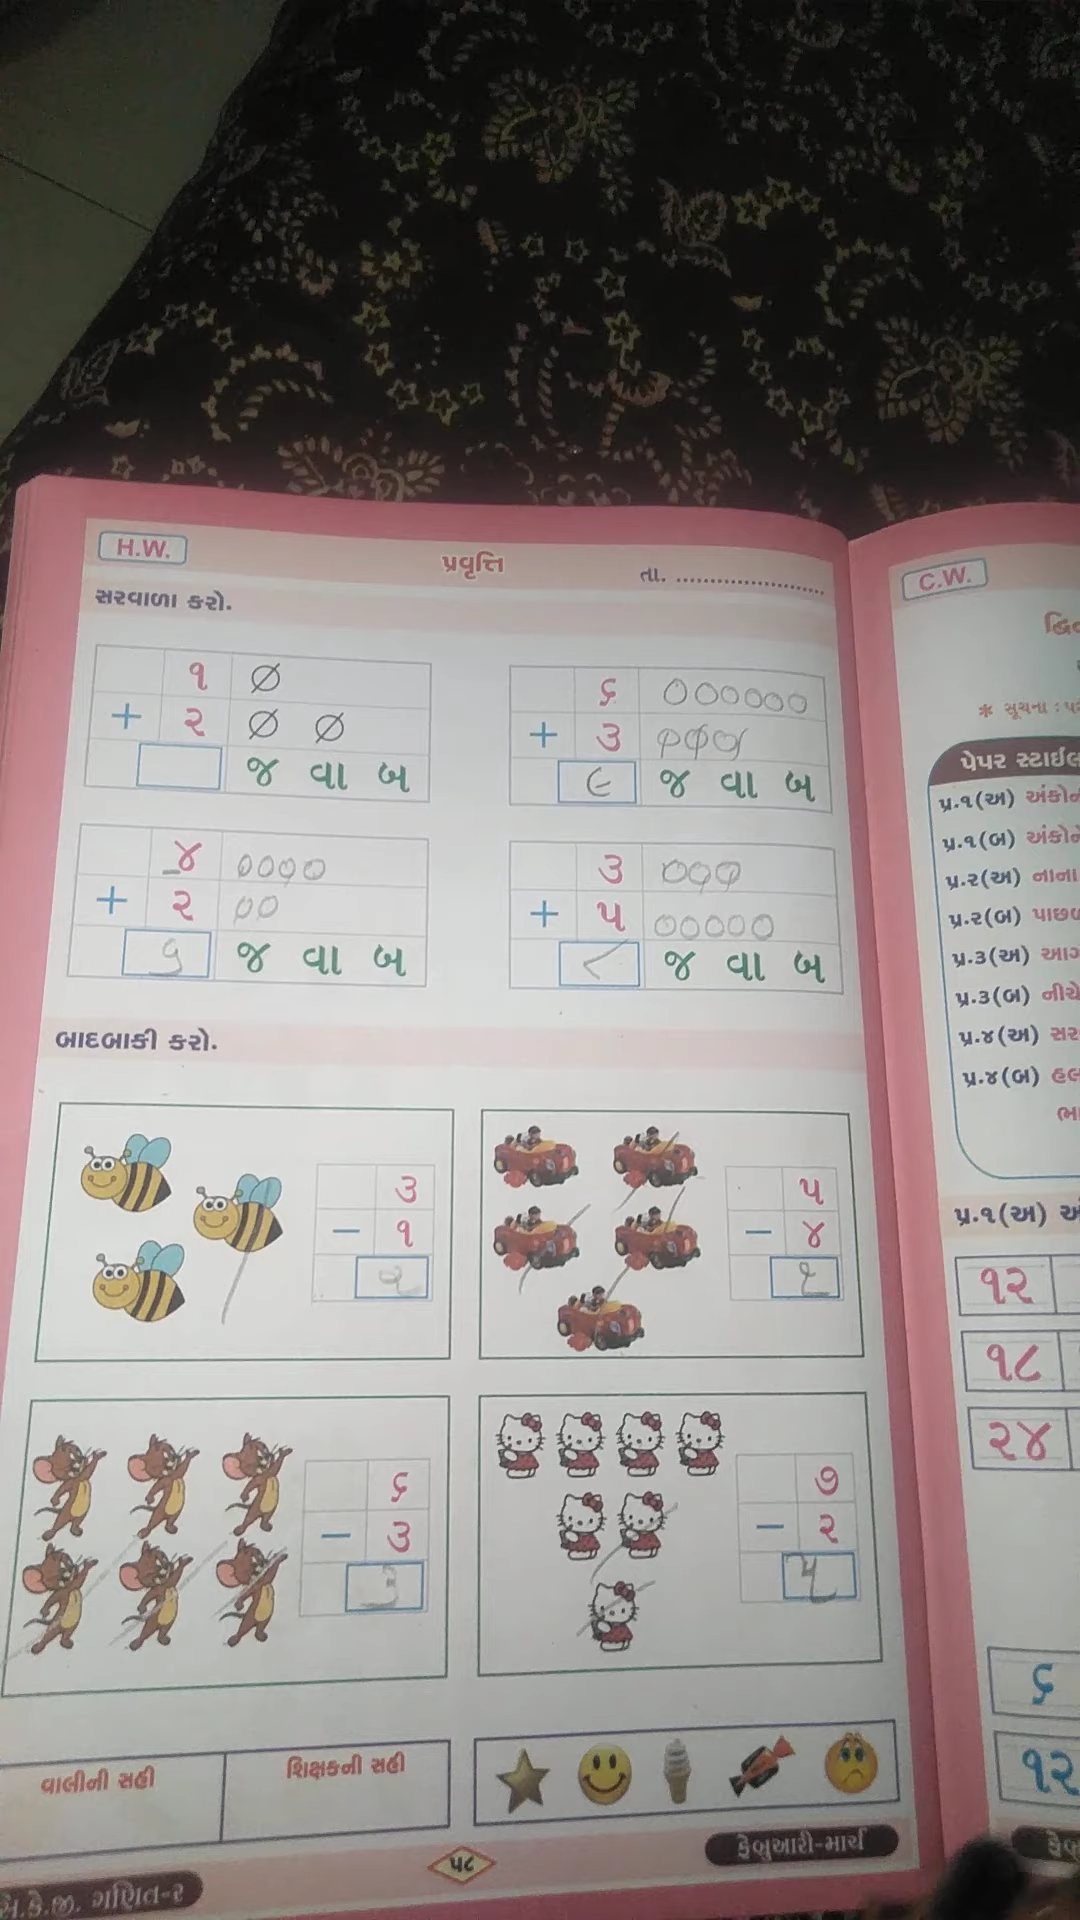 H.W.
પ્રવૃત્તિ
તા. ........................
સરવાળા કરો.
૧
+ ૨
જ વા બ
૬
+ ૩
૯ જ વા બ
૪
+ ૨
૬ જ વા બ
૩
+ ૫
૮ જ વા બ
બાદબાકી કરો.
૩
– ૧
૨
૫
– ૪
૬
– ૩
૩
૭
– ૨
૫
વાલીની સહી
શિક્ષકની સહી
ફેબ્રુઆરી-માર્ચ
૫૮
સિ.કે.જી. ગણિત-૨
C.W.
* સૂચના :
પેપર સ્ટાઈલ
પ્ર.૧(અ)
પ્ર.૧(બ)
પ્ર.૨(અ) નાના
પ્ર.૨(બ)
પ્ર.૩(અ)
પ્ર.૩(બ)
પ્ર.૪(અ)
પ્ર.૪(બ)
પ્ર.૧(અ)
૧૨
૧૮
૨૪
૬
૧૨